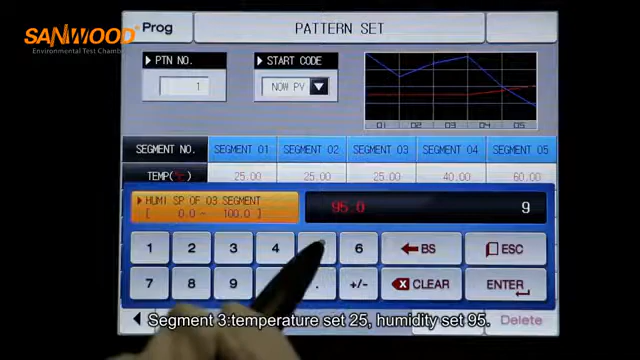 SANWOOD
Environmental Test Chamber
Prog
PATTERN SET
PTN NO.
START CODE
1
NOW PV
01 02 03 04 05
SEGMENT NO. SEGMENT 01 SEGMENT 02 SEGMENT 03 SEGMENT 04 SEGMENT 05
TEMP(℃) 25.00 25.00 25.00 40.00 60.00
HUMI SP OF 03 SEGMENT
[ 0.0 - 100.0 ]
95.0 9
1 2 3 4 6 BS ESC
7 8 9 . +/- CLEAR ENTER
Segment 3:temperature set 25, humidity set 95.
Delete